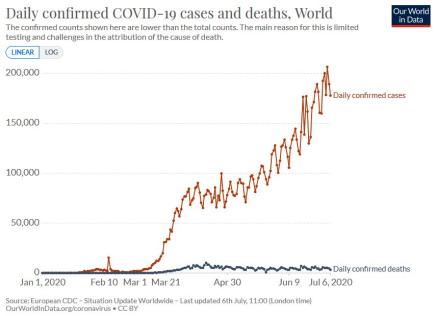 Daily confirmed COVID-19 cases and deaths, World
The confirmed counts shown here are lower than the total counts. The main reason for this is limited
testing and challenges in the attribution of the cause of death.
Our World
in Data
LINEAR LOG
200,000
Daily confirmed cases
150,000
100,000
50,000
Daily confirmed deaths
0
Jan 1, 2020 Feb 10 Mar 1 Mar 21 Apr 30 Jun 9 Jul 6, 2020
Source: European CDC – Situation Update Worldwide – Last updated 6th July, 11:00 (London time)
OurWorldInData.org/coronavirus • CC BY